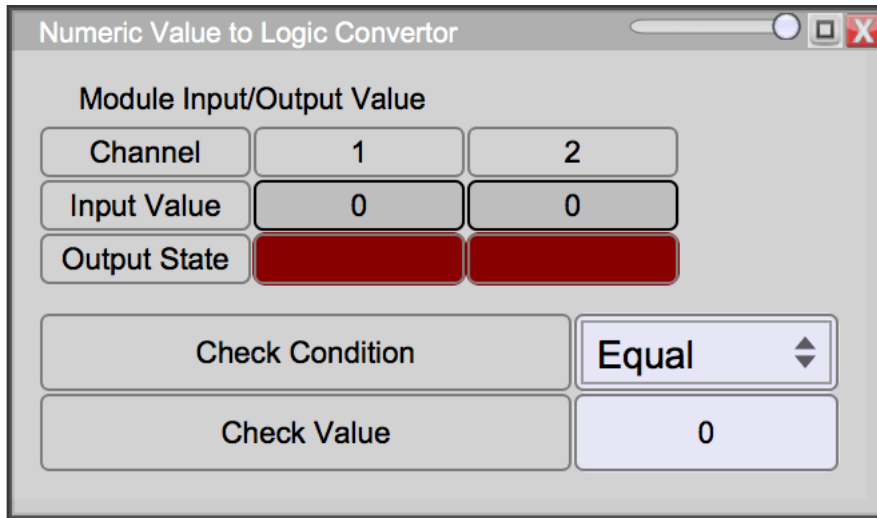 Numeric Value to Logic Convertor
X
Module Input/Output Value
Channel 1 2
Input Value 0 0
Output State
Check Condition Equal
Check Value 0